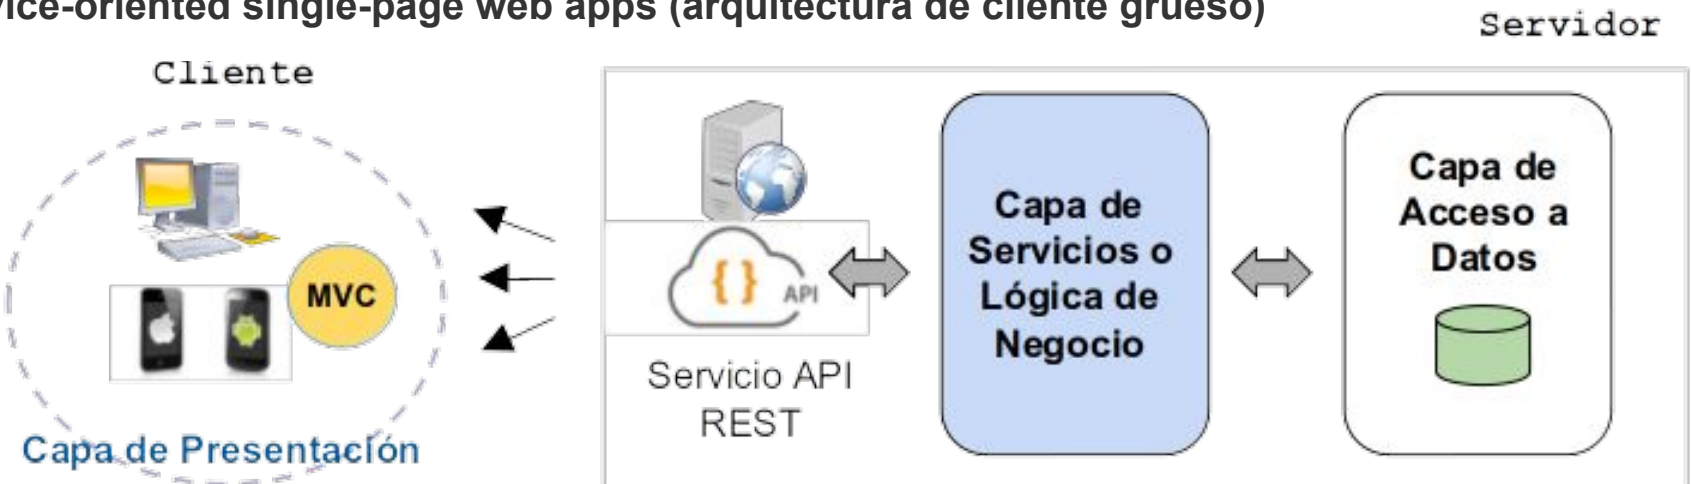 vice-oriented single-page web apps (arquitectura de cliente grueso)
Servidor
Cliente
MVC
Capa de Presentación
{ } API
Servicio API
REST
Capa de
Servicios o
Lógica de
Negocio
Capa de
Acceso a
Datos